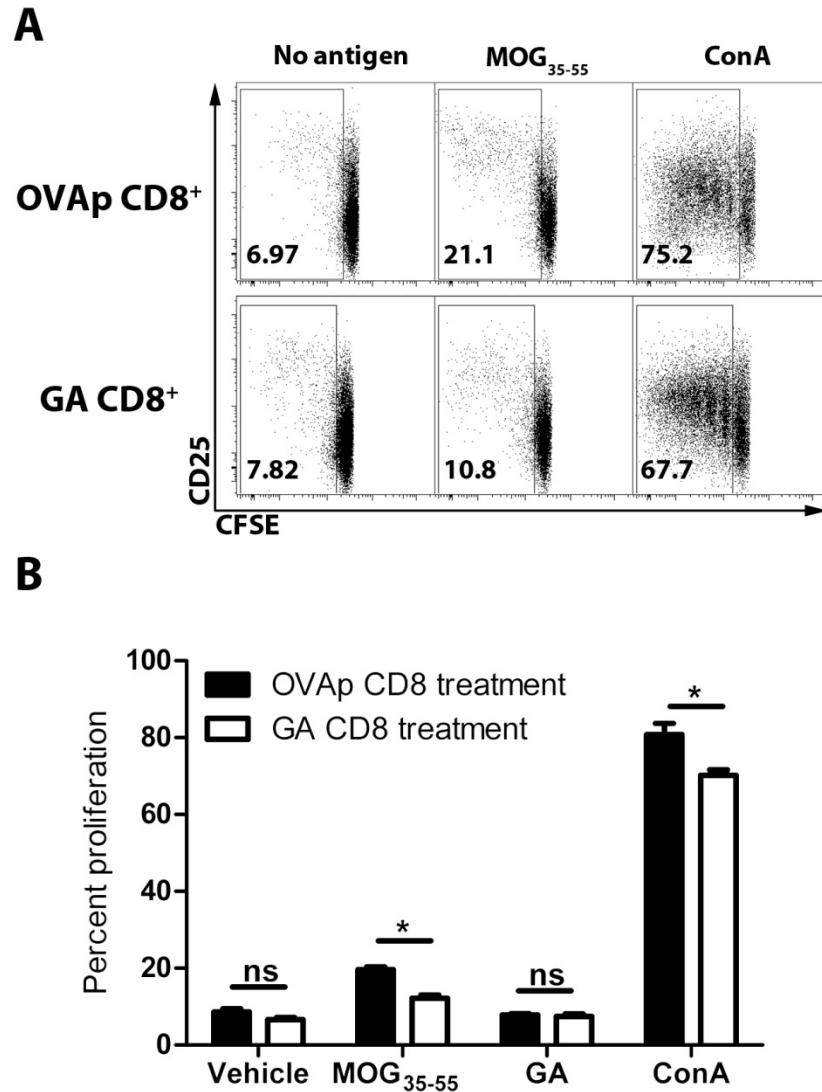 A
No antigen MOG35-55 ConA
OVAp CD8+
6.97 21.1 75.2
GA CD8+
7.82 10.8 67.7
CD25
CFSE
B
Percent proliferation
100
80
60
40
20
0
OVAp CD8 treatment
GA CD8 treatment
ns * ns *
Vehicle MOG35-55 GA ConA